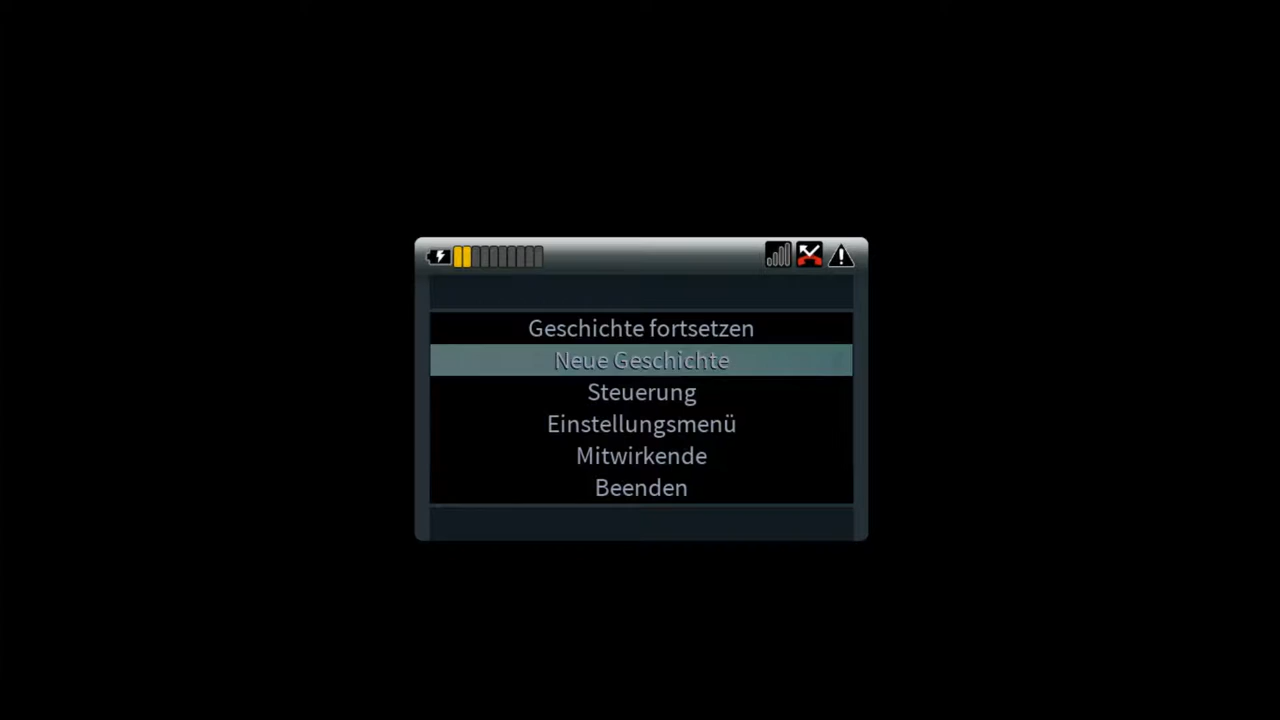 Geschichte fortsetzen
Neue Geschichte
Steuerung
Einstellungsmenü
Mitwirkende
Beenden